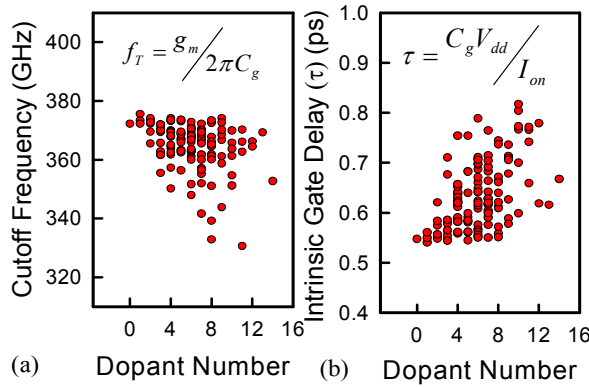 Cutoff Frequency (GHz)
400
380
360
340
320
f_T = g_m / 2πC_g
0 4 8 12 16
(a) Dopant Number
Intrinsic Gate Delay (τ) (ps)
1.0
0.9
0.8
0.7
0.6
0.5
0.4
τ = C_g V_dd / I_on
0 4 8 12 16
(b) Dopant Number